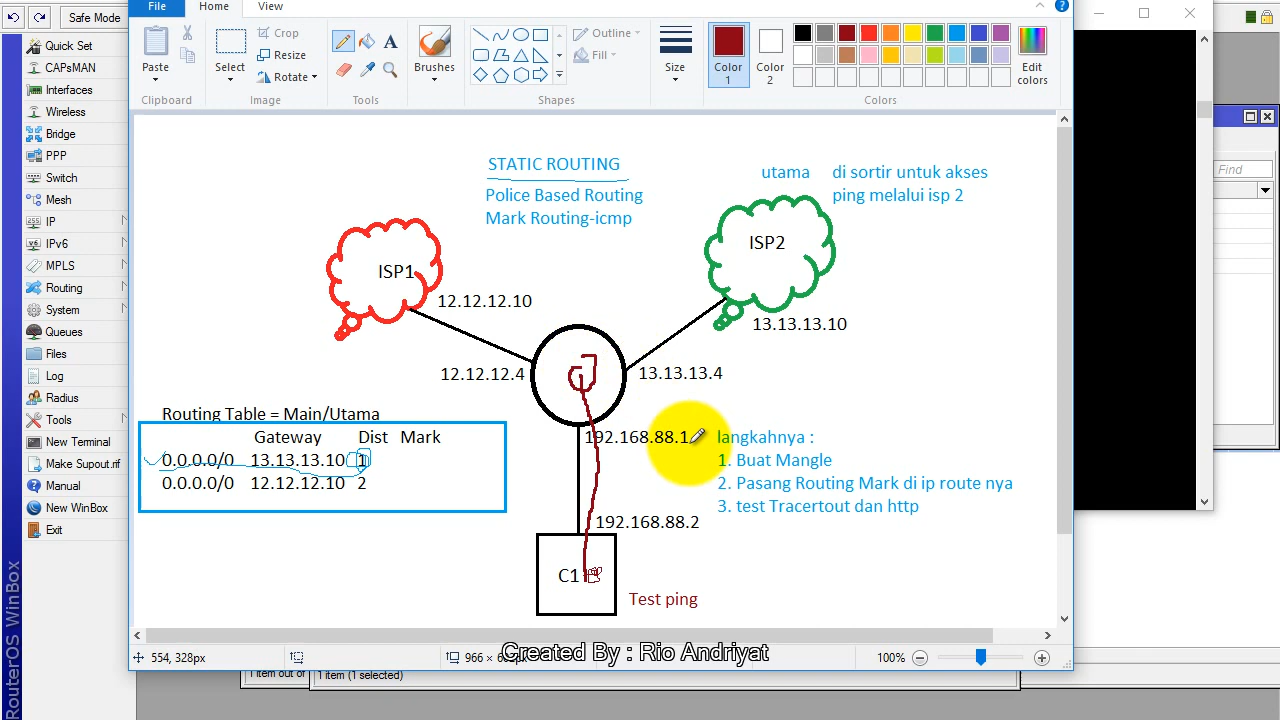 Safe Mode
File
Home
View
Paste
Select
Crop
Resize
Rotate
Brushes
Outline
Fill
Size
Color
1
Color
2
Edit
colors
Clipboard
Image
Tools
Shapes
Colors
Quick Set
CAPsMAN
Interfaces
Wireless
Bridge
PPP
Switch
Mesh
IP
IPv6
MPLS
Routing
System
Queues
Files
Log
Radius
Tools
New Terminal
Make Supout.rif
Manual
New WinBox
Exit
RouterOS WinBox
Find
STATIC ROUTING
Police Based Routing
Mark Routing-icmp
utama
di sortir untuk akses
ping melalui isp 2
ISP1
ISP2
12.12.12.10
13.13.13.10
12.12.12.4
13.13.13.4
Routing Table = Main/Utama
Gateway Dist Mark
0.0.0.0/0 13.13.13.10 1
0.0.0.0/0 12.12.12.10 2
192.168.88.1
langkahnya :
1. Buat Mangle
2. Pasang Routing Mark di ip route nya
3. test Tracertout dan http
192.168.88.2
C1
Test ping
Created By : Rio Andriyat
554, 328px
100%
1 item out of
1 item (1 selected)